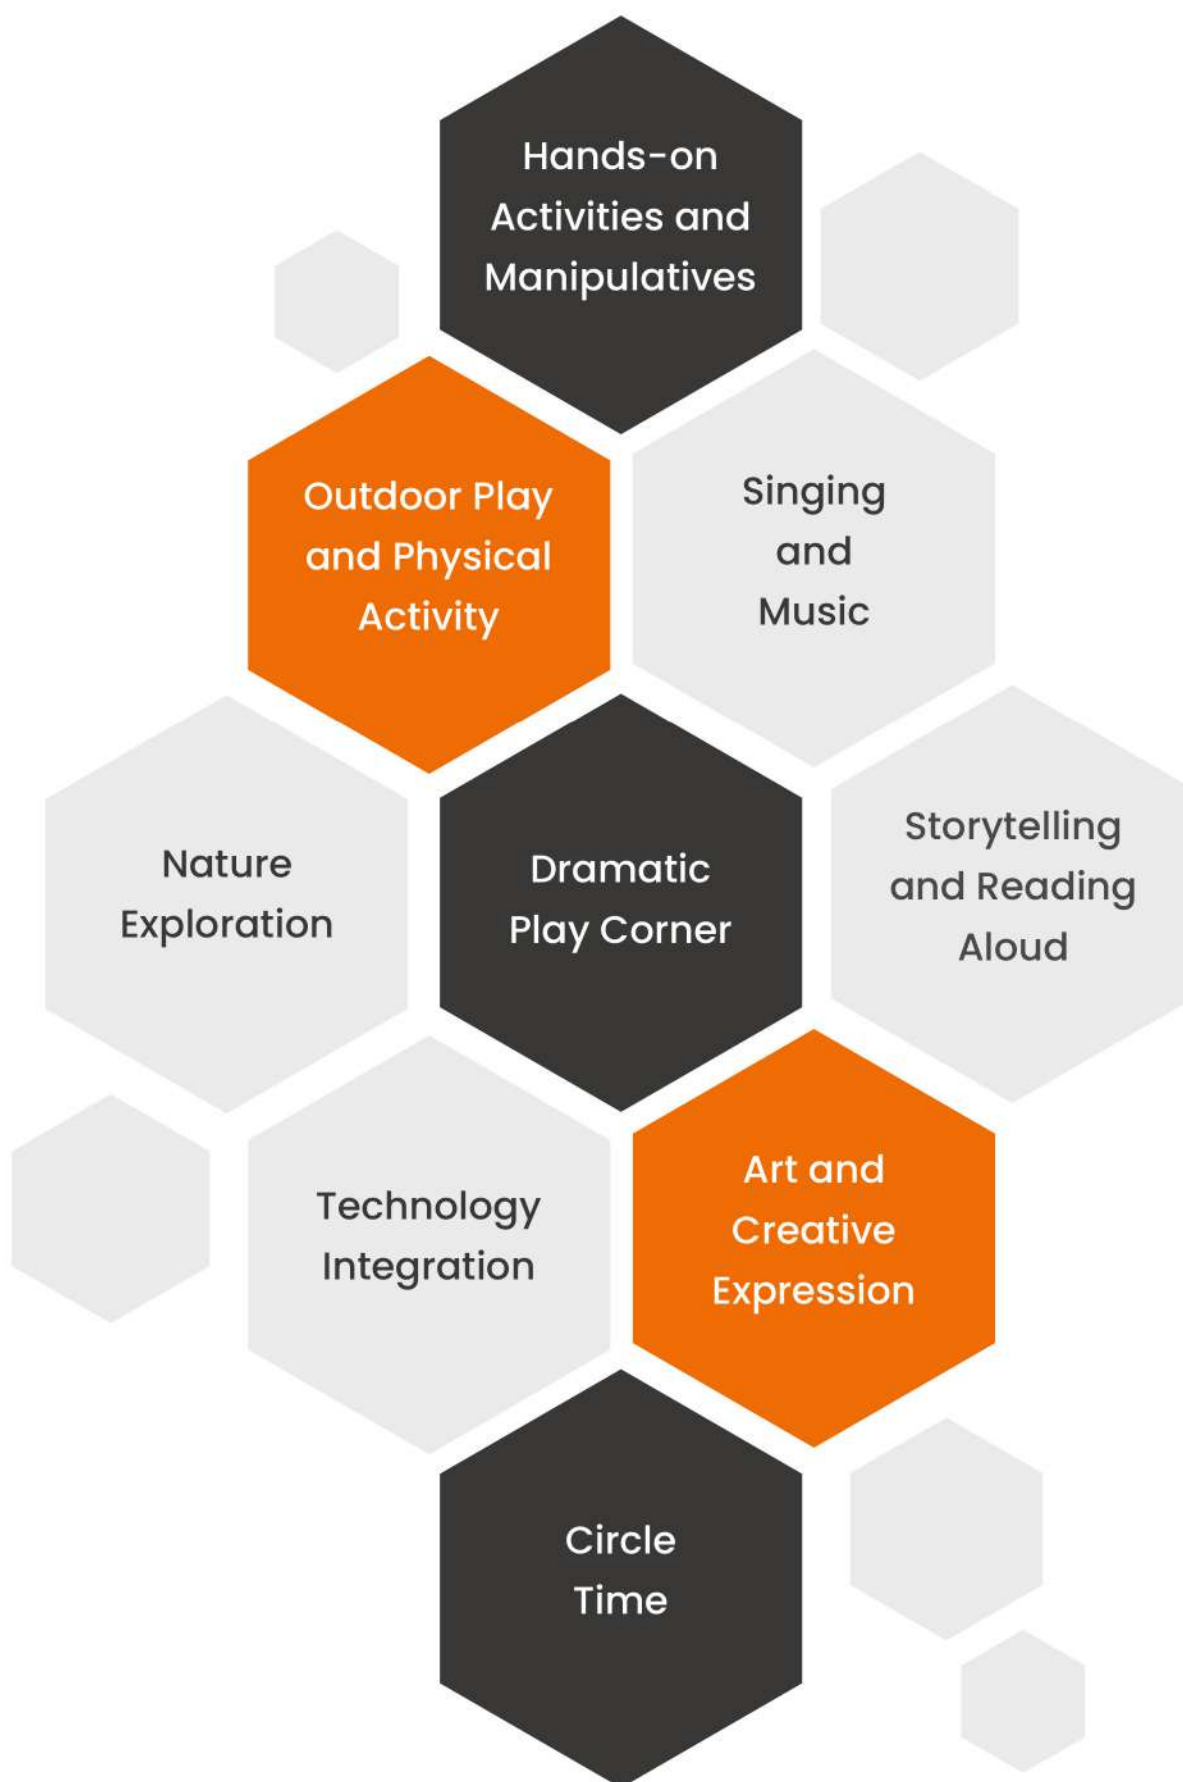 Hands-on
Activities and
Manipulatives
Outdoor Play
and Physical
Activity
Singing
and
Music
Nature
Exploration
Dramatic
Play Corner
Storytelling
and Reading
Aloud
Technology
Integration
Art and
Creative
Expression
Circle
Time